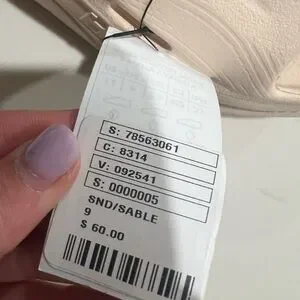 S: 78563061
C: 8314
V: 092541
S: 0000005
SND/SABLE
9
$ 60.00